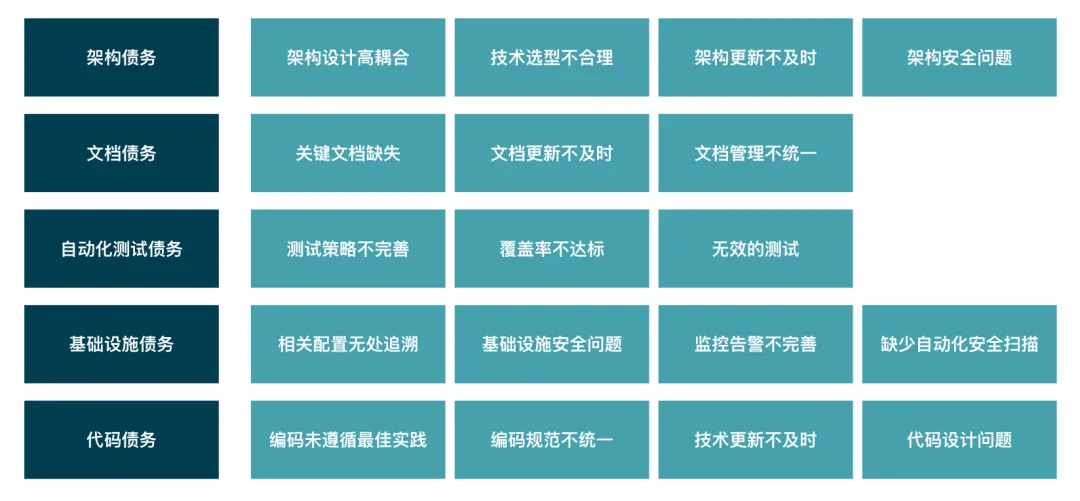 架构债务
架构设计高耦合
技术选型不合理
架构更新不及时
架构安全问题
文档债务
关键文档缺失
文档更新不及时
文档管理不统一
自动化测试债务
测试策略不完善
覆盖率不达标
无效的测试
基础设施债务
相关配置无处追溯
基础设施安全问题
监控告警不完善
缺少自动化安全扫描
代码债务
编码未遵循最佳实践
编码规范不统一
技术更新不及时
代码设计问题